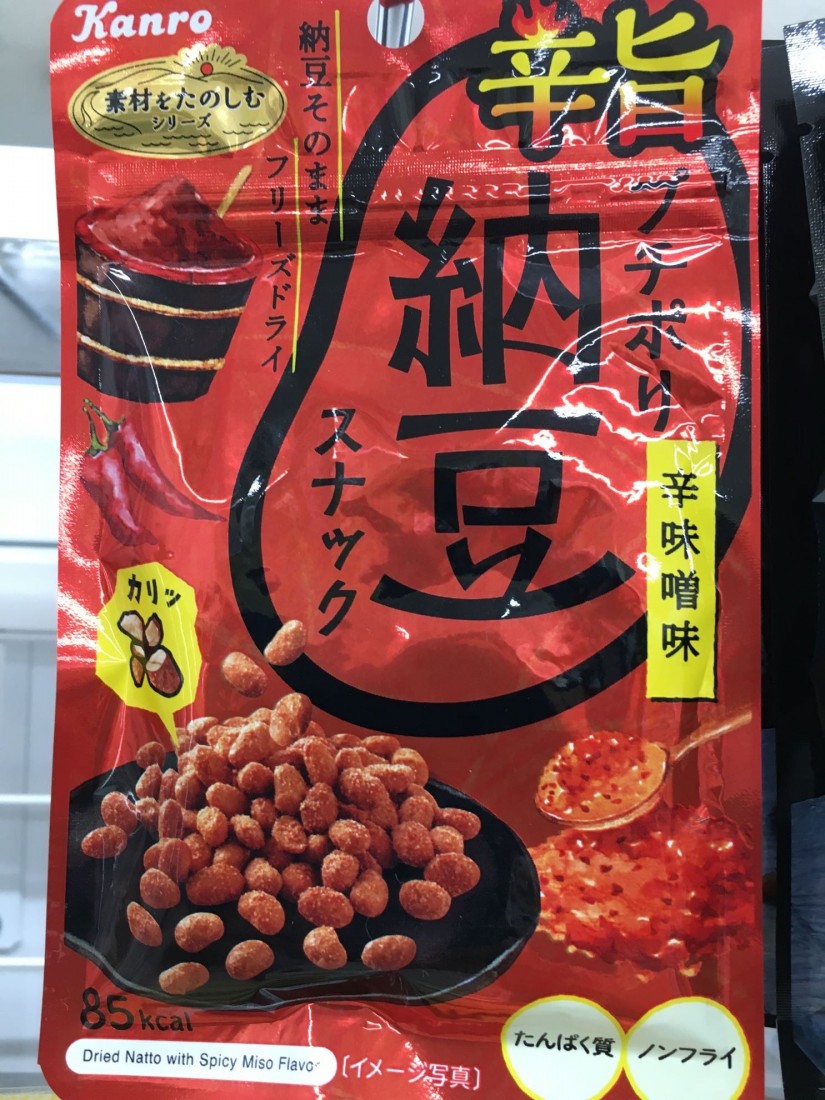 Kanro
素材をたのしむ
シリーズ
納豆そのまま
フリーズドライ
旨辛
プチポリ
納豆
スナック
辛味噌味
カリッ
85kcal
Dried Natto with Spicy Miso Flavor
[イメージ写真]
たんぱく質
ノンフライ